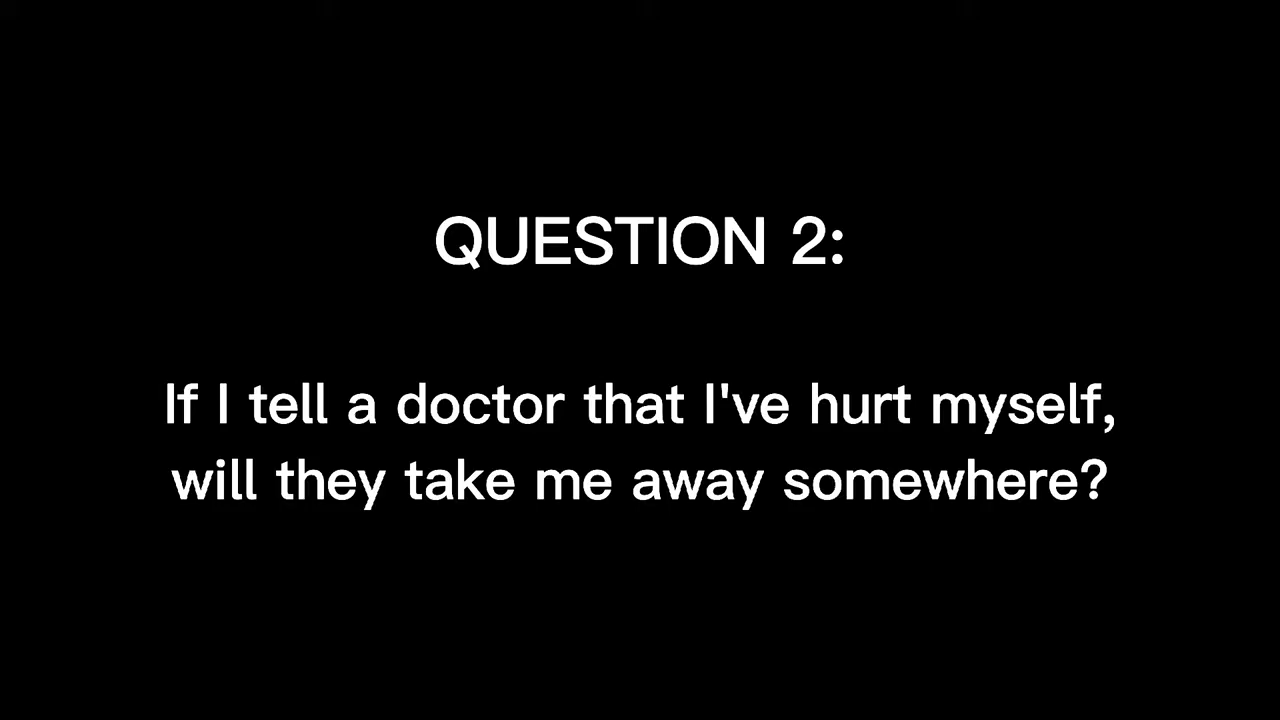 QUESTION 2:
If I tell a doctor that I've hurt myself,
will they take me away somewhere?